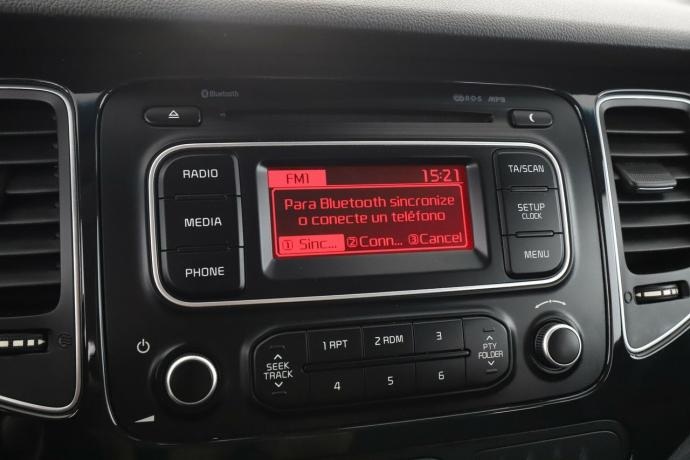 Bluetooth
R·D·S MP3
RADIO
MEDIA
PHONE
FM1 15:21
Para Bluetooth sincronize
o conecte un teléfono
① Sinc... ② Conn... ③ Cancel
TA/SCAN
SETUP
CLOCK
MENU
SEEK
TRACK
1 RPT
2 RDM
3
4
5
6
PTY
FOLDER